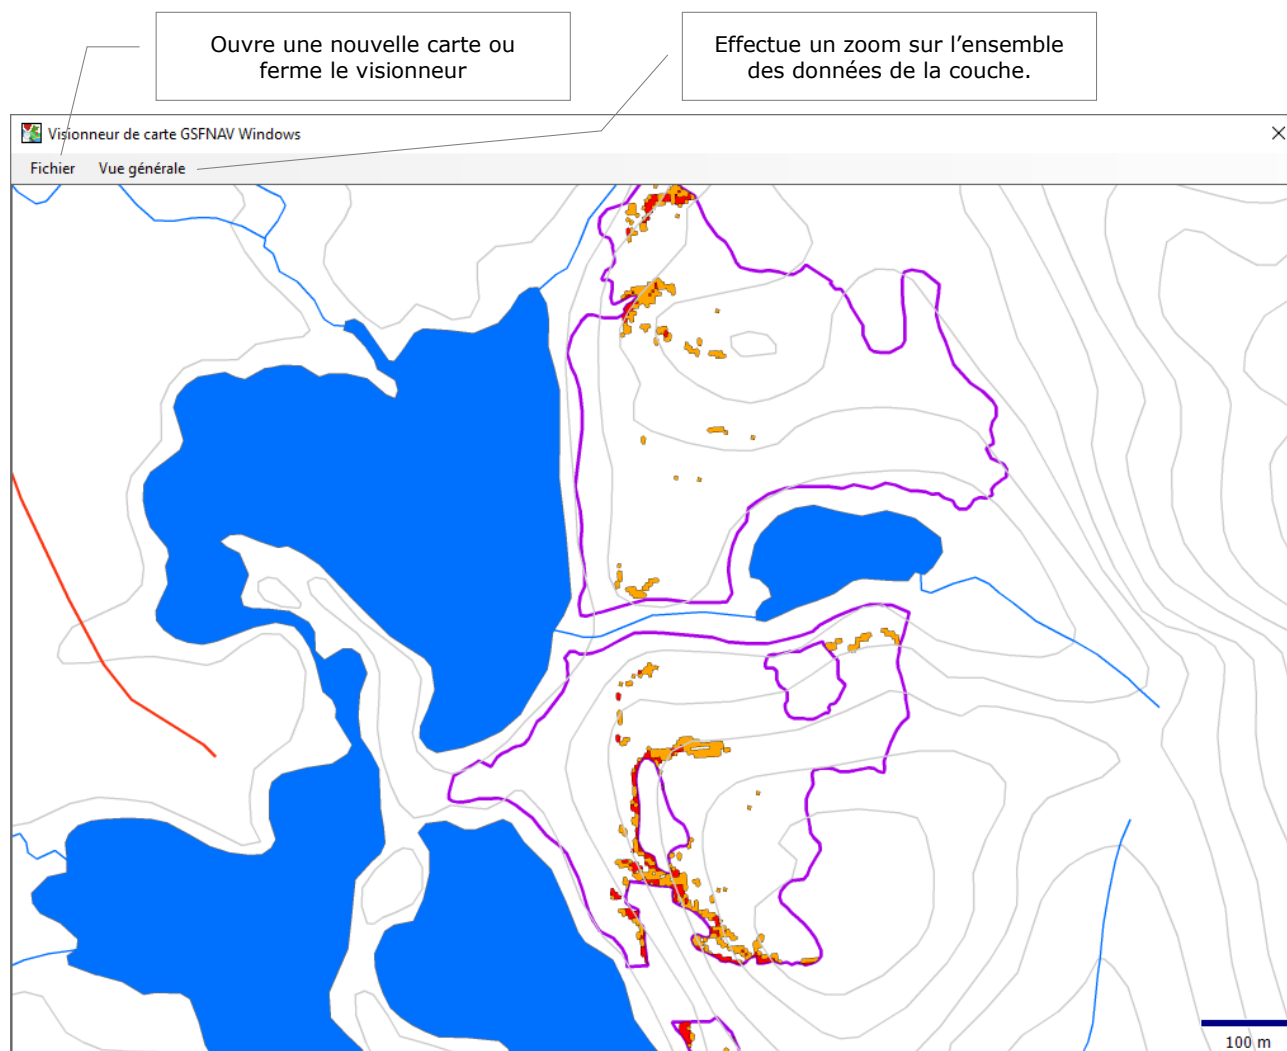 Ouvre une nouvelle carte ou
ferme le visionneur
Effectue un zoom sur l’ensemble
des données de la couche.
Visionneur de carte GSFNAV Windows
Fichier Vue générale
100 m